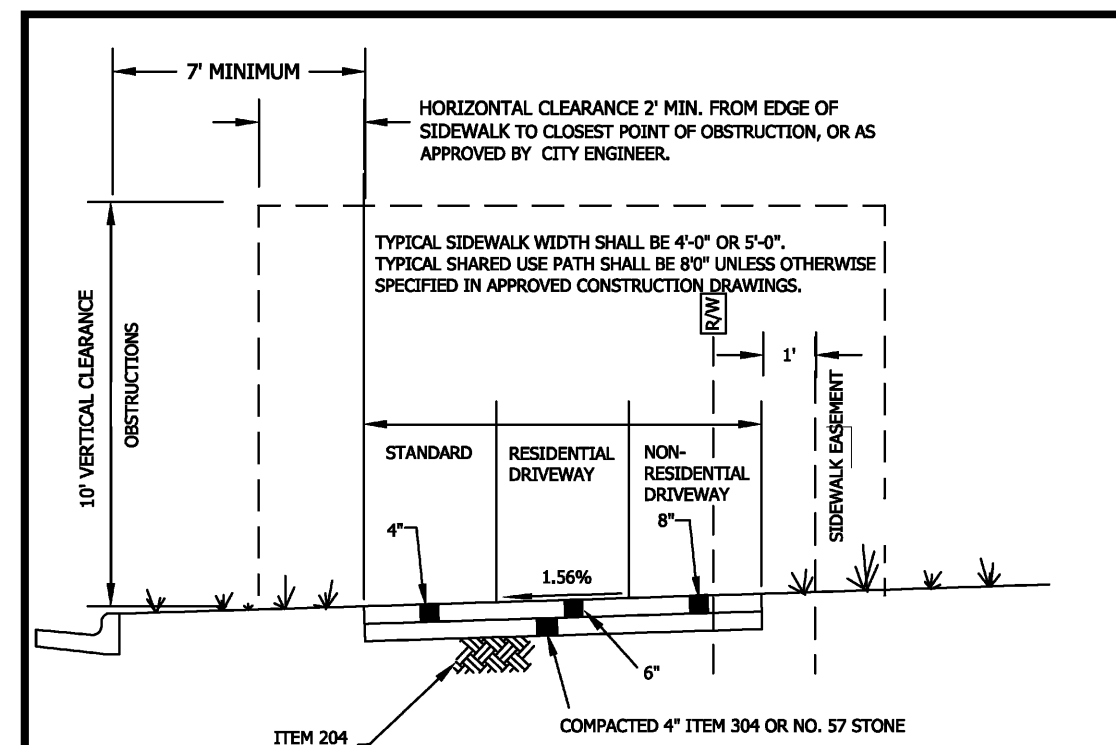 7' MINIMUM
HORIZONTAL CLEARANCE 2' MIN. FROM EDGE OF
SIDEWALK TO CLOSEST POINT OF OBSTRUCTION, OR AS
APPROVED BY CITY ENGINEER.
TYPICAL SIDEWALK WIDTH SHALL BE 4'-0" OR 5'-0".
TYPICAL SHARED USE PATH SHALL BE 8'0" UNLESS OTHERWISE
SPECIFIED IN APPROVED CONSTRUCTION DRAWINGS.
10' VERTICAL CLEARANCE
OBSTRUCTIONS
R/W
1'
SIDEWALK EASEMENT
STANDARD
RESIDENTIAL
DRIVEWAY
NON-
RESIDENTIAL
DRIVEWAY
4"
8"
1.56%
6"
COMPACTED 4" ITEM 304 OR NO. 57 STONE
ITEM 204